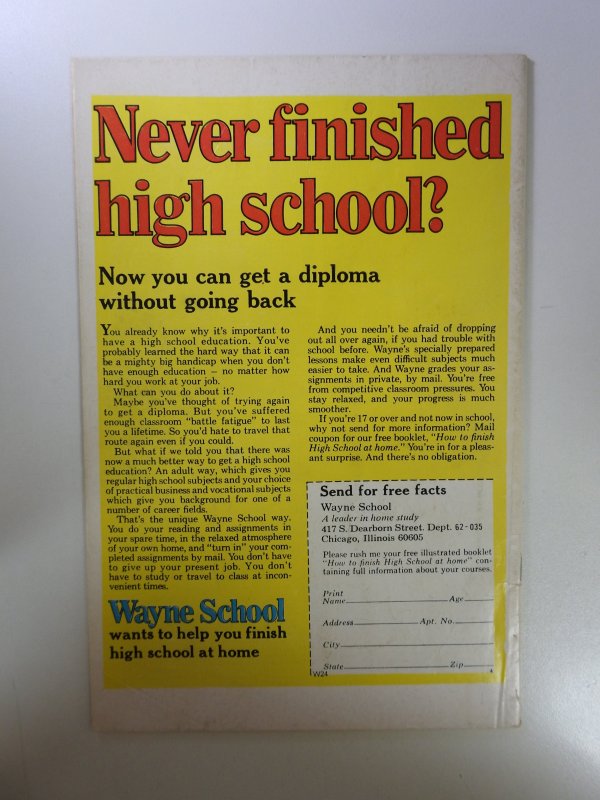 Never finished
high school?
Now you can get a diploma
without going back
You already know why it's important to
have a high school education. You've
probably learned the hard way that it can
be a mighty big handicap when you don't
have enough education – no matter how
hard you work at your job.
What can you do about it?
Maybe you've thought of trying again
to get a diploma. But you've suffered
enough classroom "battle fatigue" to last
you a lifetime. So you'd hate to travel that
route again even if you could.
But what if we told you that there was
now a much better way to get a high school
education? An adult way, which gives you
regular high school subjects and your choice
of practical business and vocational subjects
which give you background for one of a
number of career fields.
That's the unique Wayne School way.
You do your reading and assignments in
your spare time, in the relaxed atmosphere
of your own home, and "turn in" your com-
pleted assignments by mail. You don't have
to give up your present job. You don't
have to study or travel to class at incon-
venient times.
Wayne School
wants to help you finish
high school at home
And you needn't be afraid of dropping
out all over again, if you had trouble with
school before. Wayne's specially prepared
lessons make even difficult subjects much
easier to take. And Wayne grades your as-
signments in private, by mail. You're free
from competitive classroom pressures. You
stay relaxed, and your progress is much
smoother.
If you're 17 or over and not now in school,
why not send for more information? Mail
coupon for our free booklet, "How to finish
High School at home." You're in for a pleas-
ant surprise. And there's no obligation.
Send for free facts
Wayne School
A leader in home study
417 S. Dearborn Street. Dept. 62-035
Chicago, Illinois 60605
Please rush me your free illustrated booklet
"How to finish High School at home" con-
taining full information about your courses.
Print
Name Age
Address Apt. No.
City
State Zip
W24